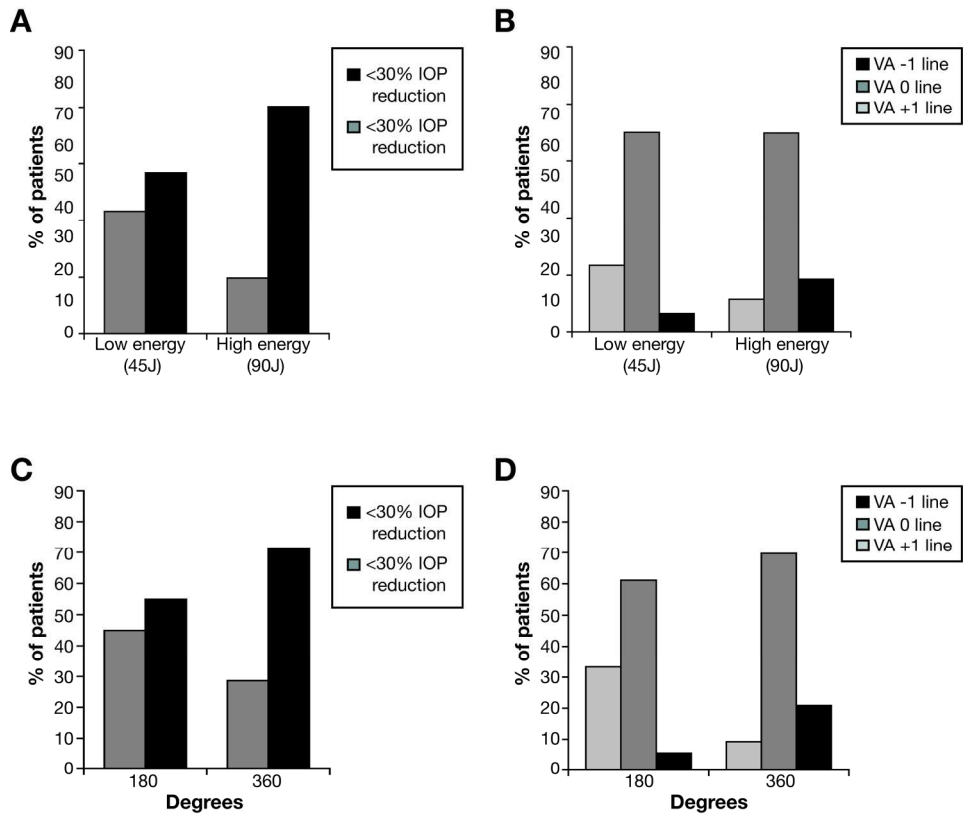 A
% of patients
90
80
70
60
50
40
30
20
10
0
Low energy
(45J)
High energy
(90J)
<30% IOP
reduction
<30% IOP
reduction
B
% of patients
90
80
70
60
50
40
30
20
10
0
Low energy
(45J)
High energy
(90J)
VA -1 line
VA 0 line
VA +1 line
C
% of patients
90
80
70
60
50
40
30
20
10
0
180
360
Degrees
<30% IOP
reduction
<30% IOP
reduction
D
% of patients
90
80
70
60
50
40
30
20
10
0
180
360
Degrees
VA -1 line
VA 0 line
VA +1 line